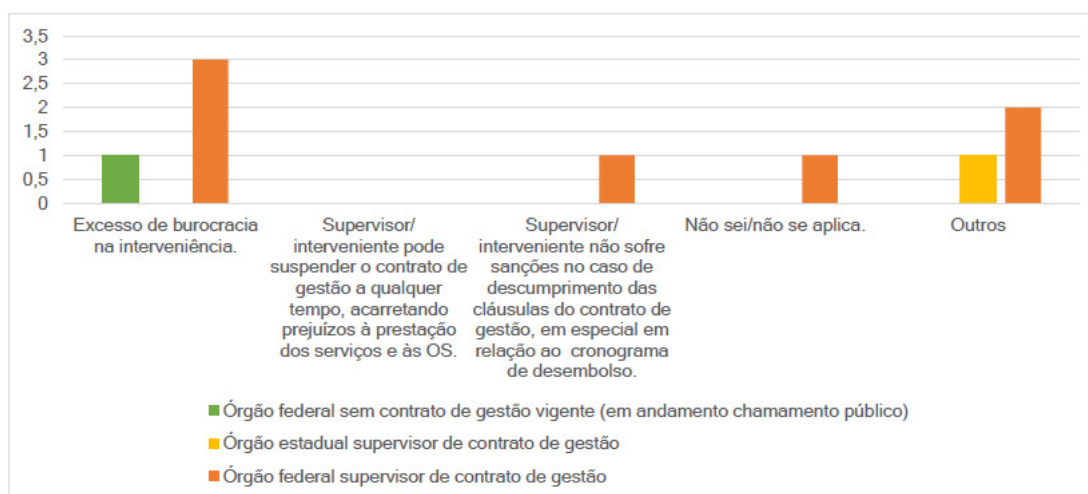 3,5
3
2,5
2
1,5
1
0,5
0
Excesso de burocracia
na interveniência.
Supervisor/
interveniente pode
suspender o contrato de
gestão a qualquer
tempo, acarretando
prejuízos à prestação
dos serviços e às OS.
Supervisor/
interveniente não sofre
sanções no caso de
descumprimento das
cláusulas do contrato de
gestão, em especial em
relação ao cronograma
de desembolso.
Não sei/não se aplica.
Outros
Órgão federal sem contrato de gestão vigente (em andamento chamamento público)
Órgão estadual supervisor de contrato de gestão
Órgão federal supervisor de contrato de gestão